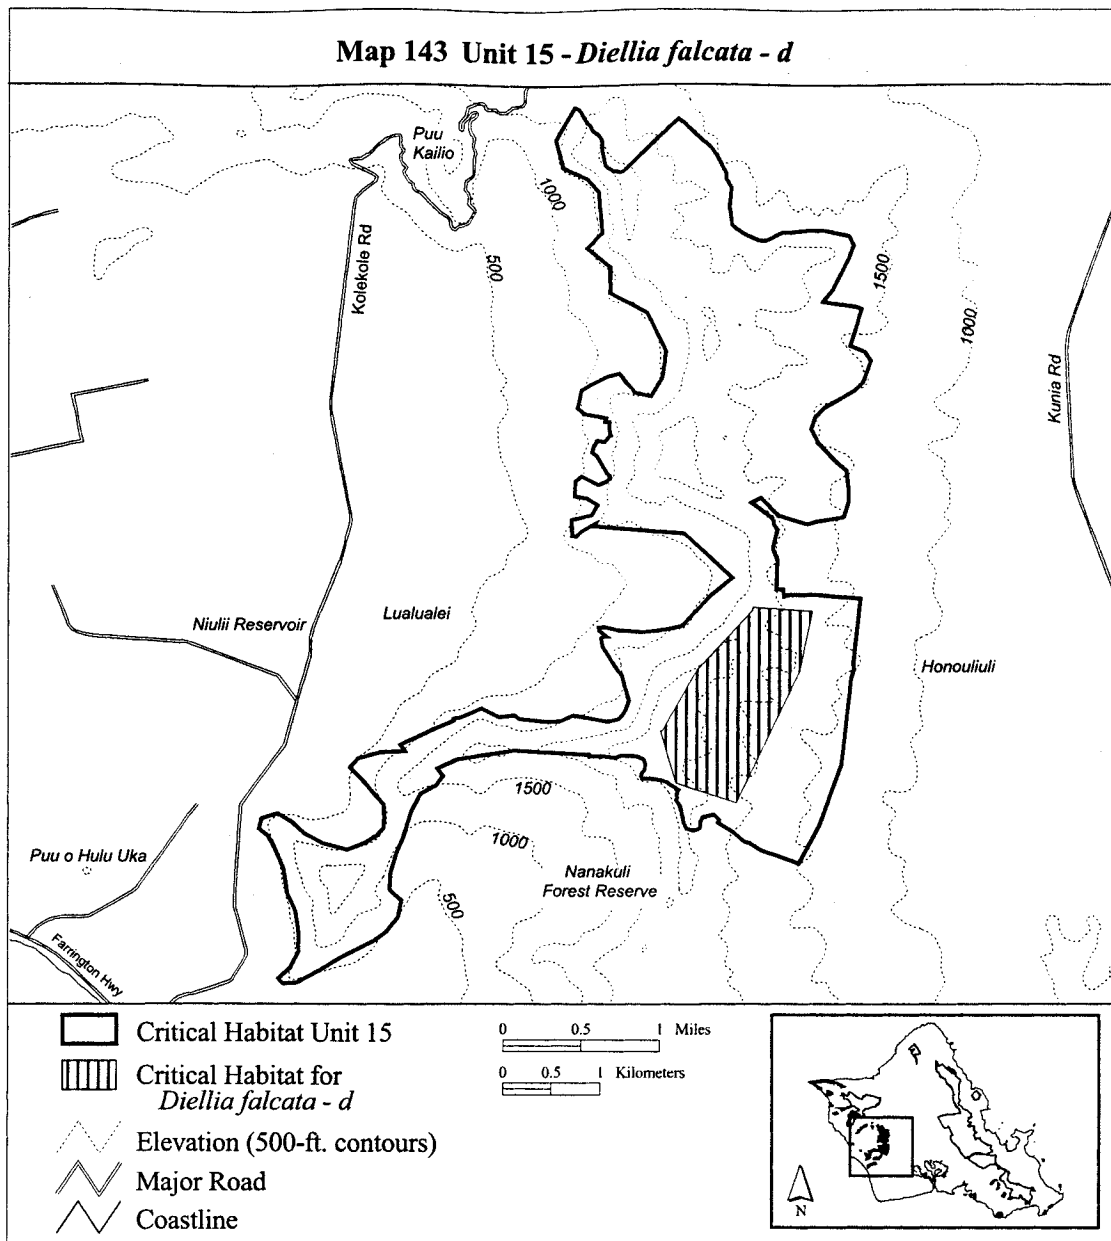 Map 143 Unit 15 - Diellia falcata - d
Puu
Kailio
1000
500
Kolekole Rd
1500
1000
Kunia Rd
Niulii Reservoir
Lualualei
Honouliuli
1500
1000
500
Puu o Hulu Uka
Nanakuli
Forest Reserve
Farrington Hwy
Critical Habitat Unit 15
Critical Habitat for
Diellia falcata - d
Elevation (500-ft. contours)
Major Road
Coastline
0 0.5 1 Miles
0 0.5 1 Kilometers
N